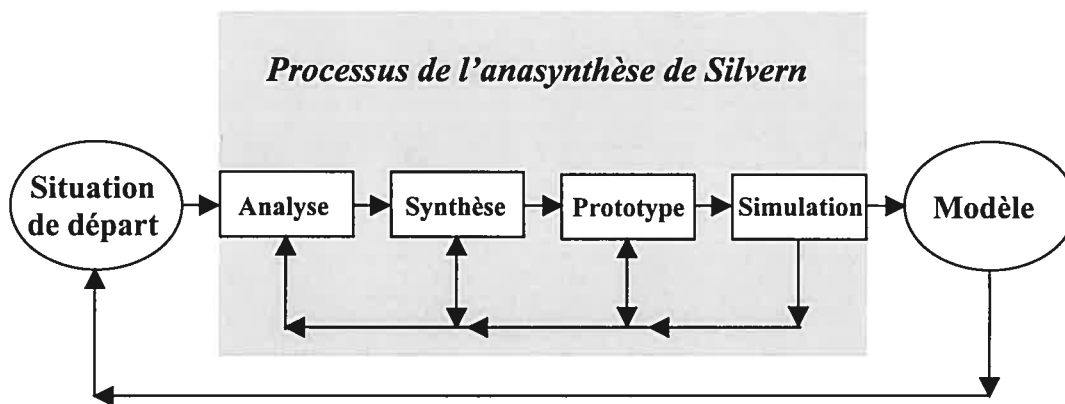 Processus de l'anasynthèse de Silvern
Situation
de départ
Analyse
Synthèse
Prototype
Simulation
Modèle